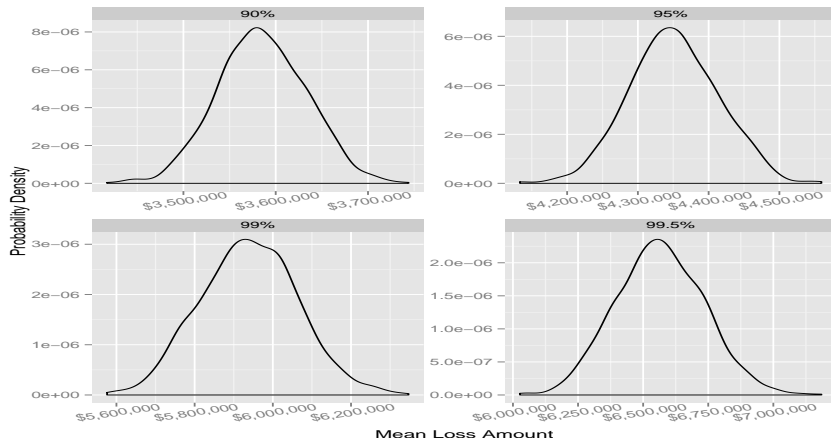 90%
95%
8e−06
6e−06
4e−06
2e−06
0e+00
6e−06
4e−06
2e−06
0e+00
$3,500,000
$3,600,000
$3,700,000
$4,200,000
$4,300,000
$4,400,000
$4,500,000
Probability Density
99%
99.5%
3e−06
2e−06
1e−06
0e+00
2.0e−06
1.5e−06
1.0e−06
5.0e−07
0.0e+00
$5,600,000
$5,800,000
$6,000,000
$6,200,000
$6,000,000
$6,250,000
$6,500,000
$6,750,000
$7,000,000
Mean Loss Amount